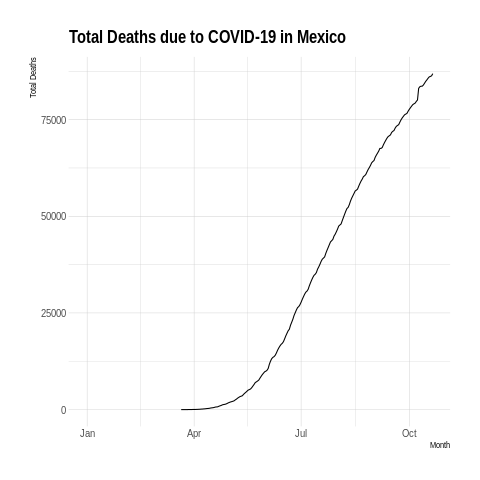 Total Deaths due to COVID-19 in Mexico
Total Deaths
75000
50000
25000
0
Jan Apr Jul Oct
Month